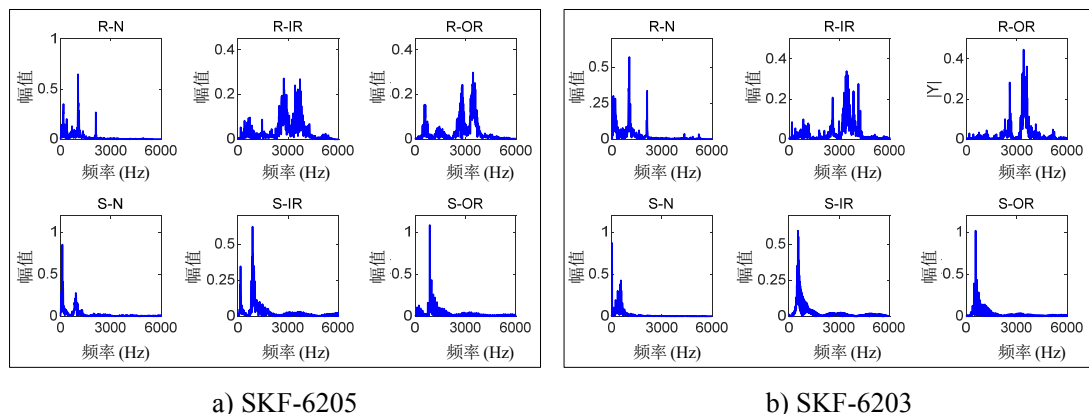 R-N R-IR R-OR R-N R-IR R-OR
1 0.5 0 0.4 0.2 0 0.4 0.2 0 0.5 .25 0 0.4 0.2 0 0.4 0.2 0
幅值 幅值 幅值 幅值 幅值 |Y|
0 3000 6000 0 3000 6000 0 3000 6000 0 3000 6000 0 3000 6000 0 3000 6000
频率 (Hz) 频率 (Hz) 频率 (Hz) 频率 (Hz) 频率 (Hz) 频率 (Hz)
S-N S-IR S-OR S-N S-IR S-OR
1 0.5 0 0.5 0.2 0 1 0.5 0 1 0.5 0 0.5 0.25 0 1 0.5 0
幅值 幅值 幅值 幅值 幅值 幅值
0 3000 6000 0 3000 6000 0 3000 6000 0 3000 6000 0 3000 6000 0 3000 6000
频率 (Hz) 频率 (Hz) 频率 (Hz) 频率 (Hz) 频率 (Hz) 频率 (Hz)
a) SKF-6205 b) SKF-6203